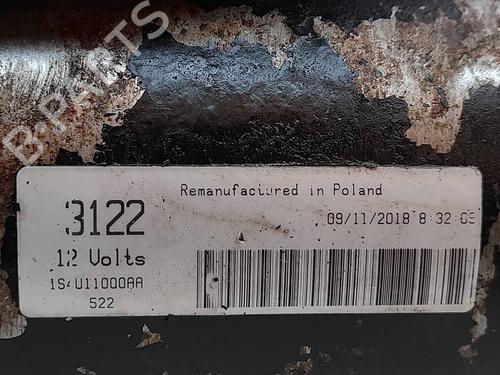 B-PARTS
Remanufactured in Poland
3122
09/11/2018 8 32 03
12 Volts
1S4U11000AA
522